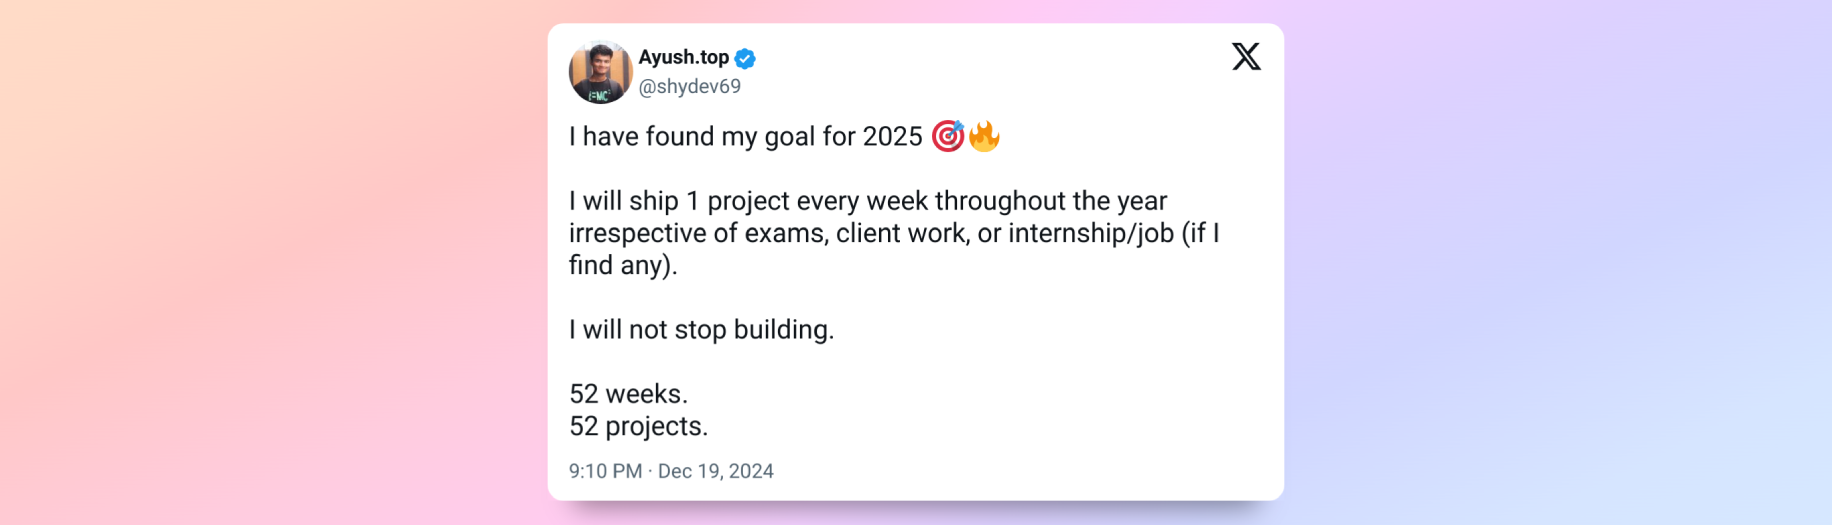 Ayush.top
@shydev69
I have found my goal for 2025 🎯🔥
I will ship 1 project every week throughout the year
irrespective of exams, client work, or internship/job (if I
find any).
I will not stop building.
52 weeks.
52 projects.
9:10 PM · Dec 19, 2024